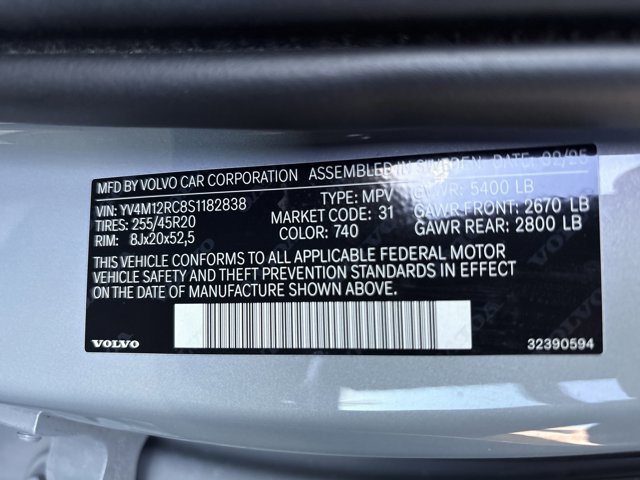 MFD BY VOLVO CAR CORPORATION ASSEMBLED IN SWEDEN DATE: 02/25
VIN: YV4M12RC8S1182838 TYPE: MPV GVWR: 5400 LB
TIRES: 255/45R20 MARKET CODE: 31 GAWR FRONT: 2670 LB
RIM: 8Jx20x52,5 COLOR: 740 GAWR REAR: 2800 LB
THIS VEHICLE CONFORMS TO ALL APPLICABLE FEDERAL MOTOR
VEHICLE SAFETY AND THEFT PREVENTION STANDARDS IN EFFECT
ON THE DATE OF MANUFACTURE SHOWN ABOVE.
VOLVO 32390594